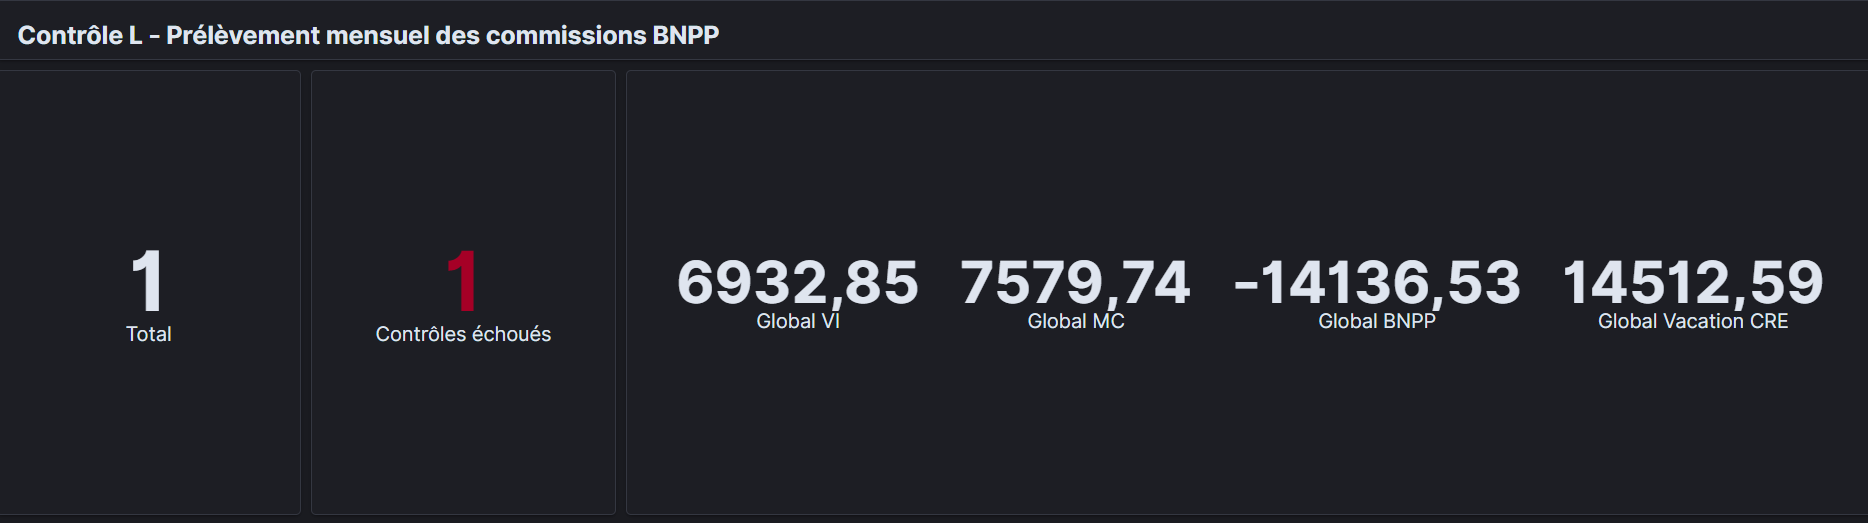 Contrôle L - Prélèvement mensuel des commissions BNPP
1
Total
1
Contrôles échoués
6932,85
Global VI
7579,74
Global MC
-14136,53
Global BNPP
14512,59
Global Vacation CRE